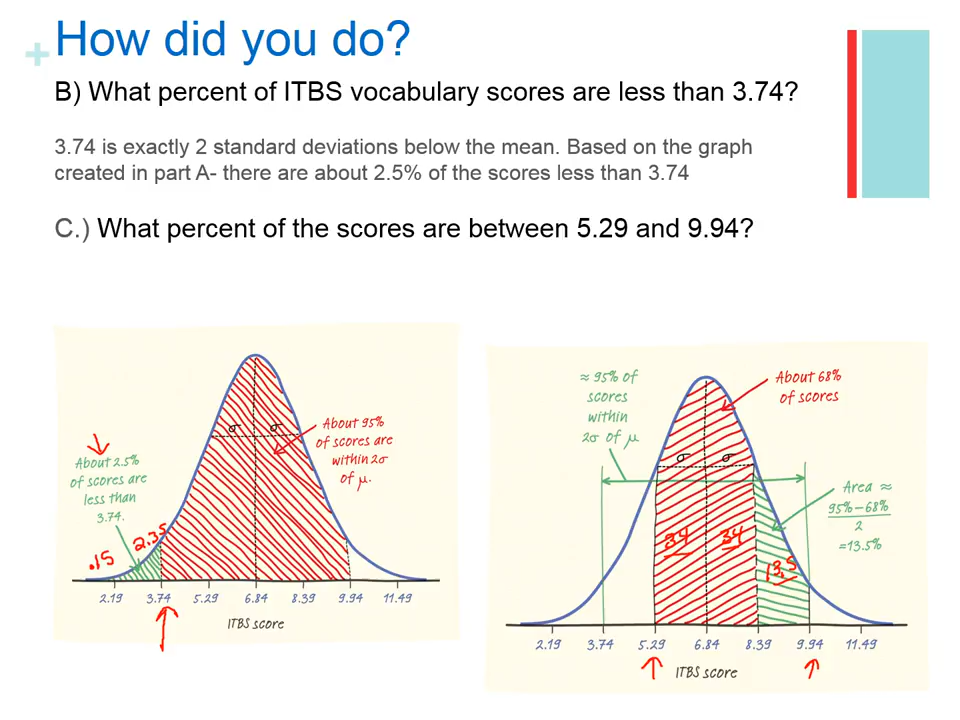 +
How did you do?
B) What percent of ITBS vocabulary scores are less than 3.74?
3.74 is exactly 2 standard deviations below the mean. Based on the graph
created in part A- there are about 2.5% of the scores less than 3.74
C.) What percent of the scores are between 5.29 and 9.94?
About 2.5%
of scores are
less than
3.74.
.15
2.35
σ
σ
About 95%
of scores are
within 2σ
of μ.
2.19 3.74 5.29 6.84 8.39 9.94 11.49
ITBS score
≈ 95% of
scores
within
2σ of μ
About 68%
of scores
σ
σ
34
34
13.5
Area ≈
95%-68%
2
=13.5%
2.19 3.74 5.29 6.84 8.39 9.94 11.49
ITBS score